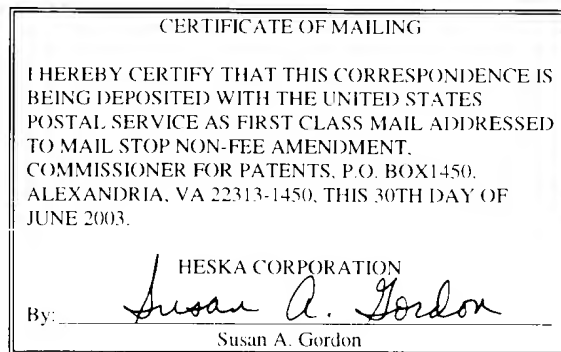 CERTIFICATE OF MAILING
I HEREBY CERTIFY THAT THIS CORRESPONDENCE IS
BEING DEPOSITED WITH THE UNITED STATES
POSTAL SERVICE AS FIRST CLASS MAIL ADDRESSED
TO MAIL STOP NON-FEE AMENDMENT,
COMMISSIONER FOR PATENTS, P.O. BOX1450,
ALEXANDRIA, VA 22313-1450, THIS 30TH DAY OF
JUNE 2003.
HESKA CORPORATION
By: Susan A. Gordon
Susan A. Gordon